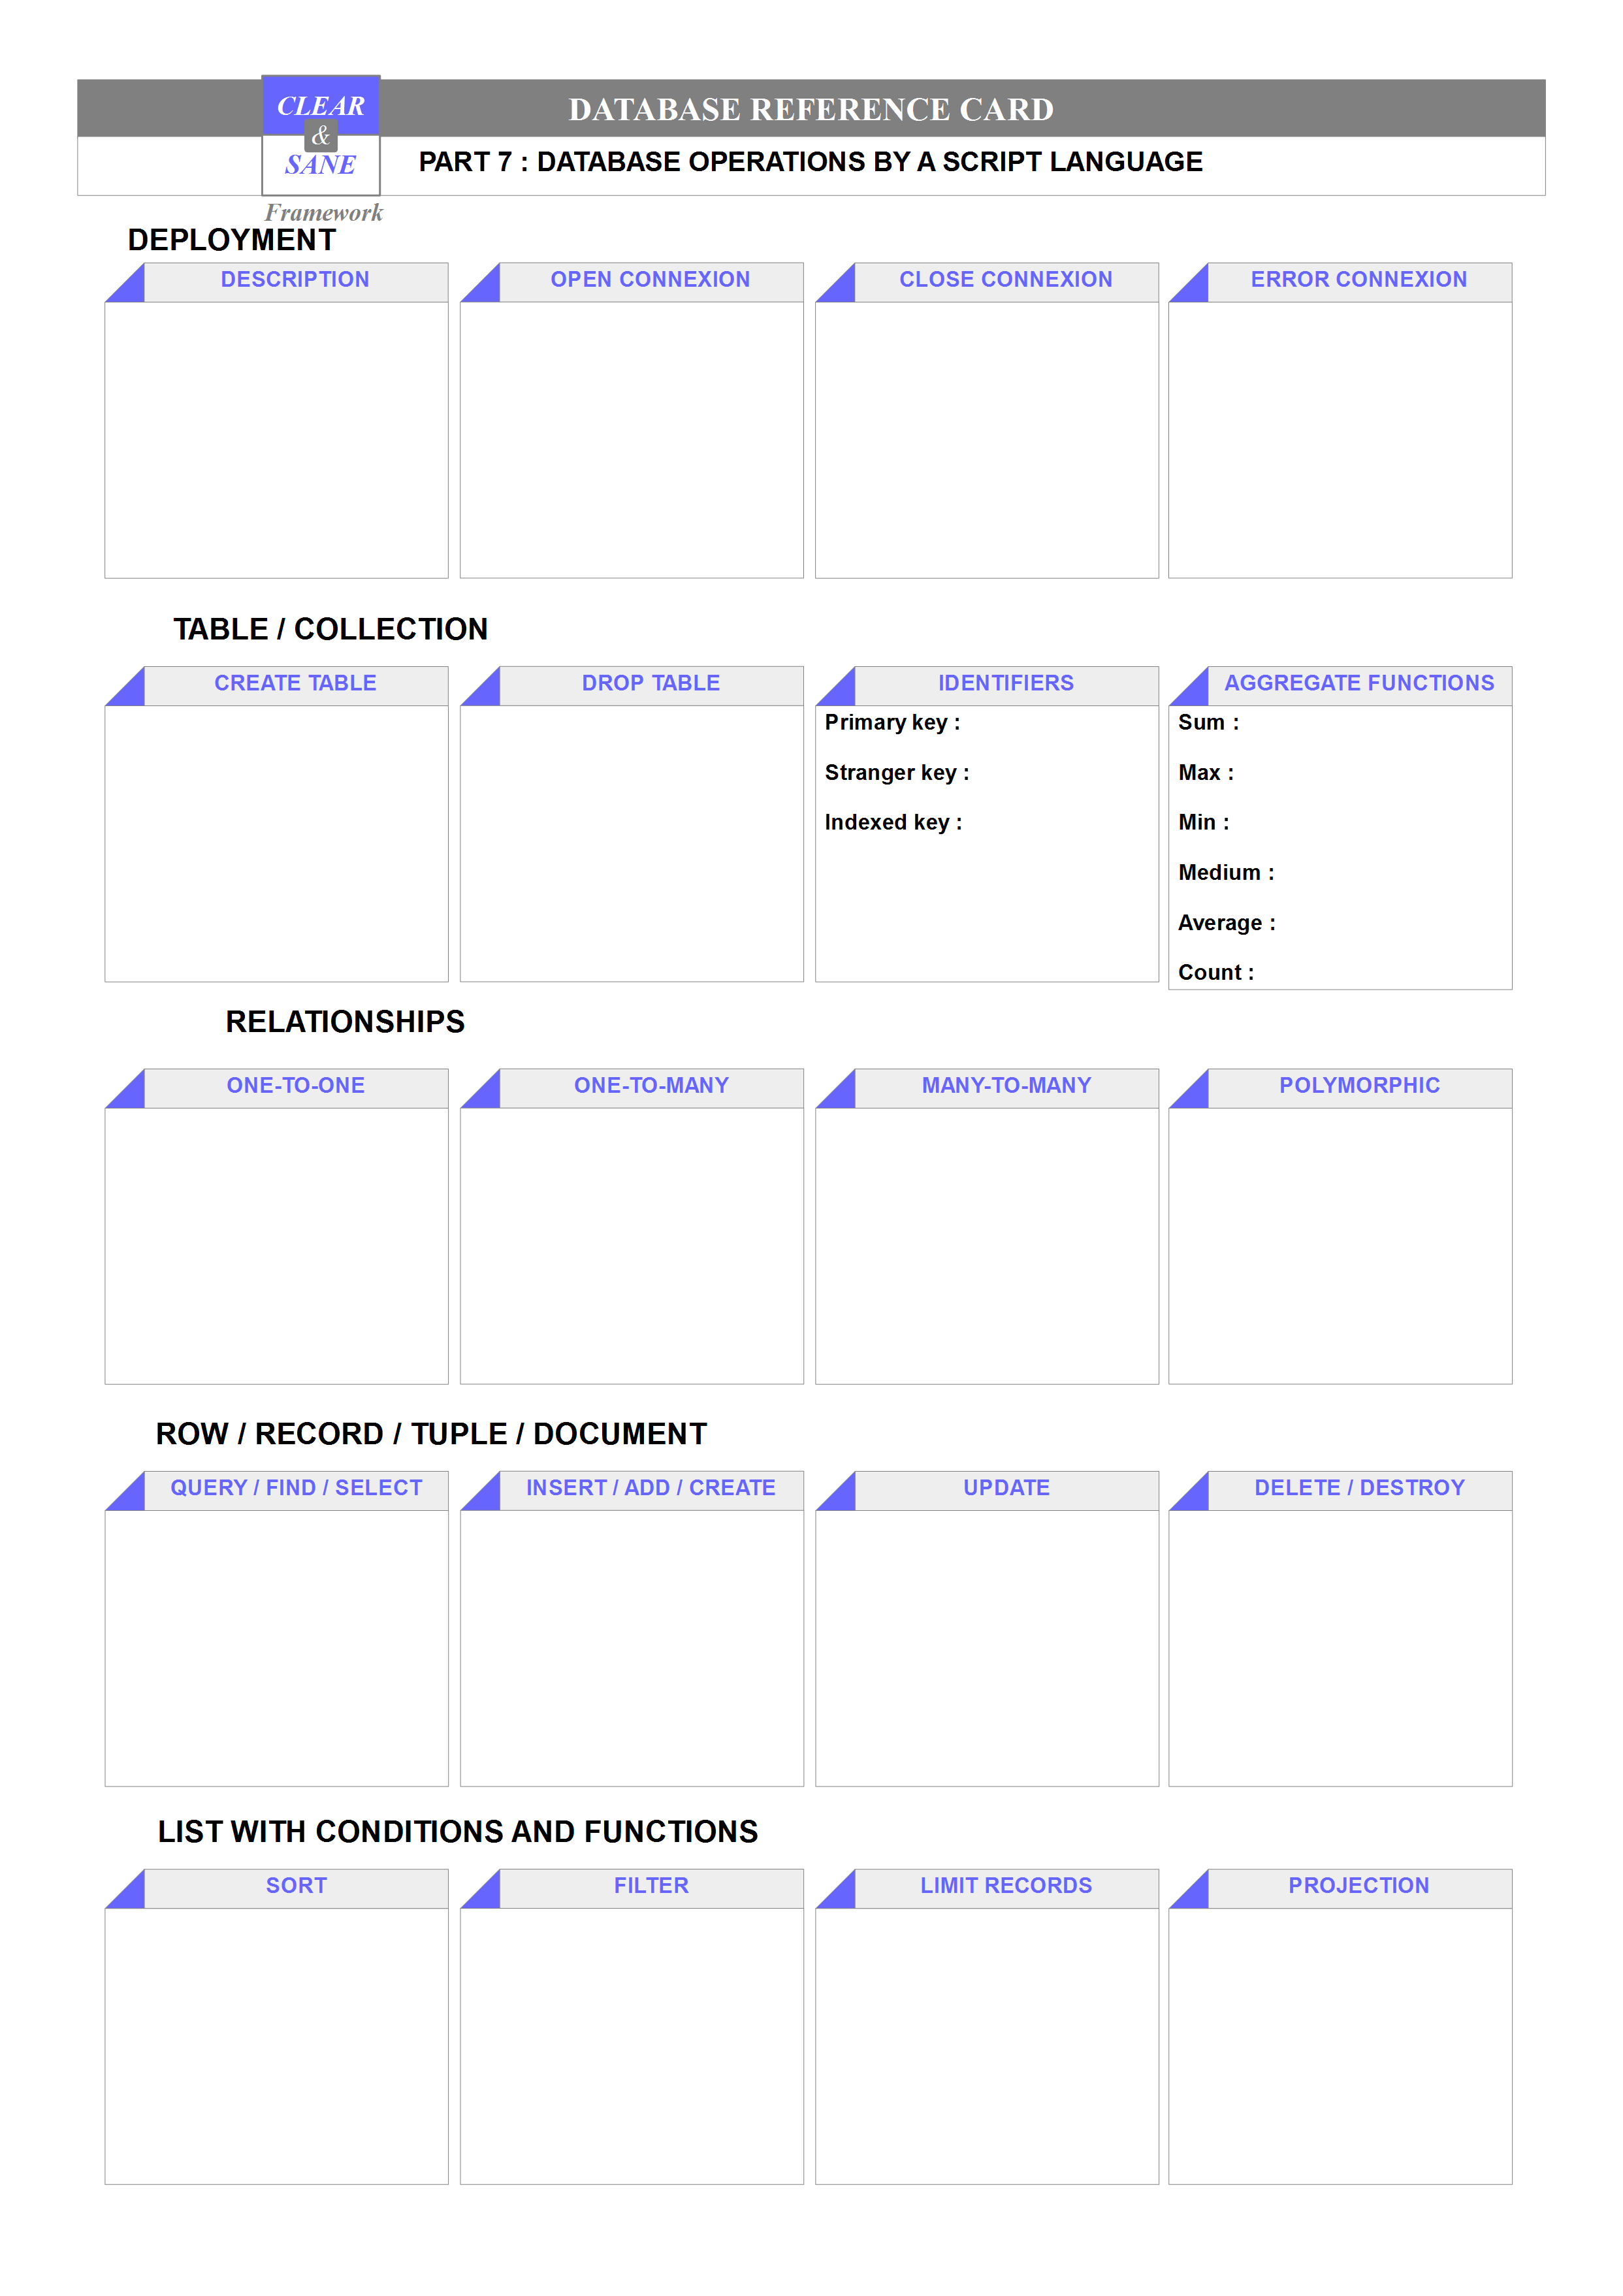 CLEAR
&
SANE
Framework
DATABASE REFERENCE CARD
PART 7 : DATABASE OPERATIONS BY A SCRIPT LANGUAGE
DEPLOYMENT
DESCRIPTION
OPEN CONNEXION
CLOSE CONNEXION
ERROR CONNEXION
TABLE / COLLECTION
CREATE TABLE
DROP TABLE
IDENTIFIERS
Primary key :
Stranger key :
Indexed key :
AGGREGATE FUNCTIONS
Sum :
Max :
Min :
Medium :
Average :
Count :
RELATIONSHIPS
ONE-TO-ONE
ONE-TO-MANY
MANY-TO-MANY
POLYMORPHIC
ROW / RECORD / TUPLE / DOCUMENT
QUERY / FIND / SELECT
INSERT / ADD / CREATE
UPDATE
DELETE / DESTROY
LIST WITH CONDITIONS AND FUNCTIONS
SORT
FILTER
LIMIT RECORDS
PROJECTION